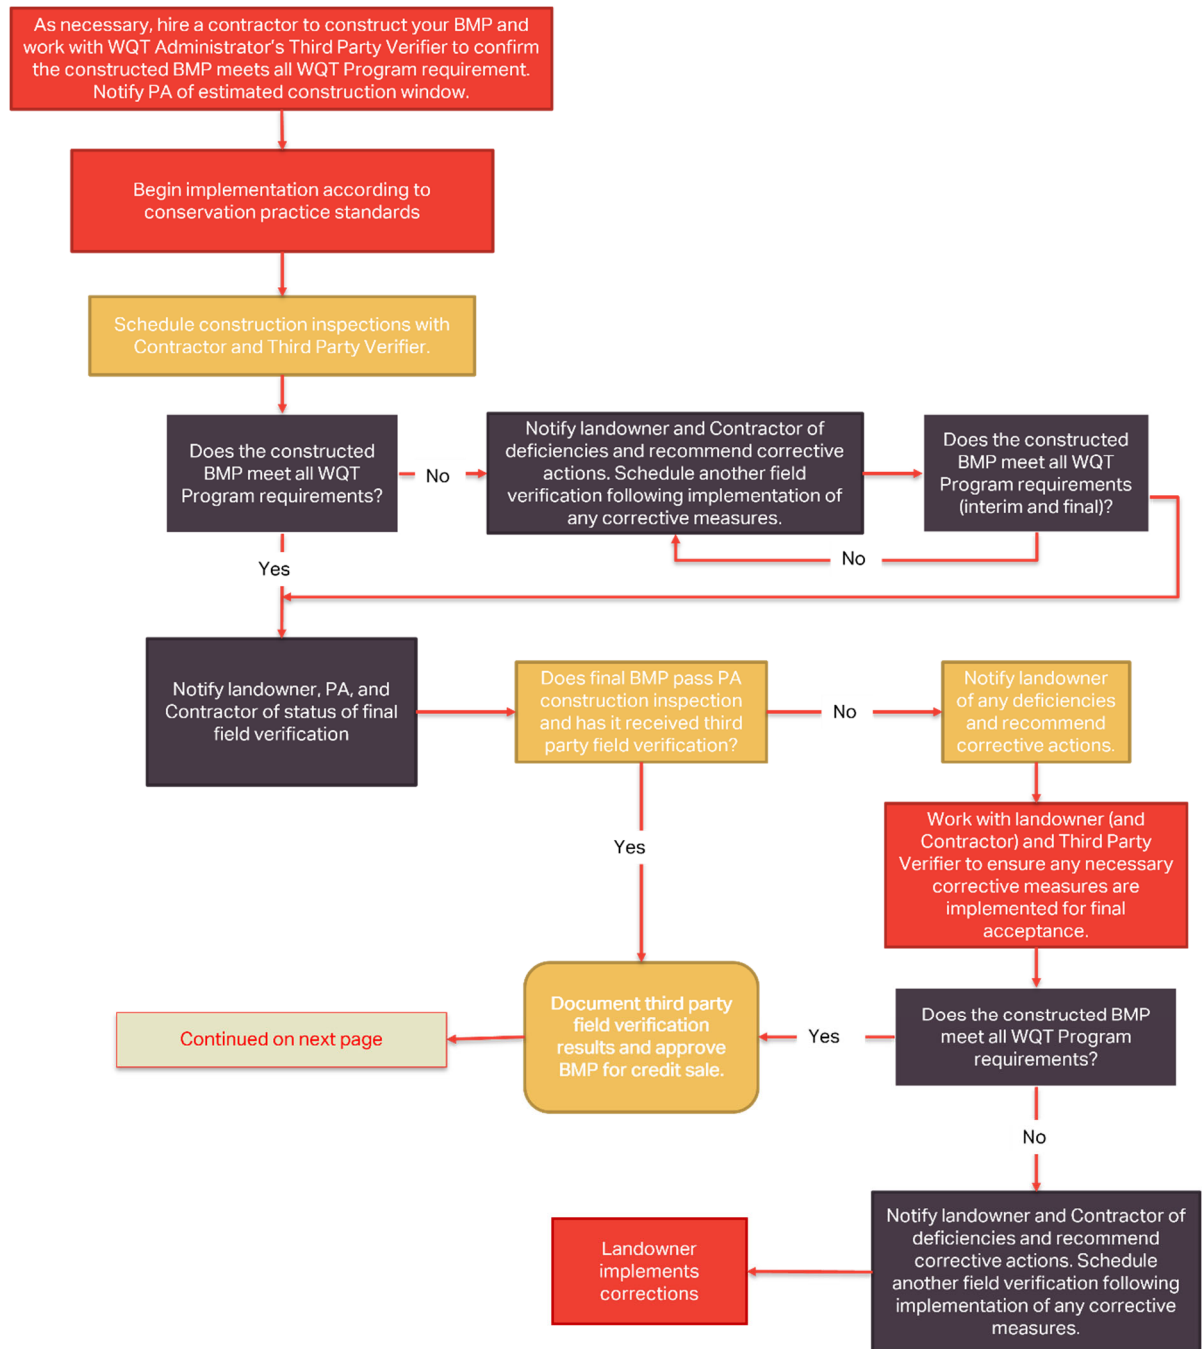 As necessary, hire a contractor to construct your BMP and
work with WQT Administrator's Third Party Verifier to confirm
the constructed BMP meets all WQT Program requirement.
Notify PA of estimated construction window.
Begin implementation according to
conservation practice standards
Schedule construction inspections with
Contractor and Third Party Verifier.
Does the constructed
BMP meet all WQT
Program requirements?
No
Notify landowner and Contractor of
deficiencies and recommend corrective
actions. Schedule another field
verification following implementation of
any corrective measures.
Does the constructed
BMP meet all WQT
Program requirements
(interim and final)?
No
Yes
Notify landowner, PA, and
Contractor of status of final
field verification
Does final BMP pass PA
construction inspection
and has it received third
party field verification?
No
Notify landowner
of any deficiencies
and recommend
corrective actions.
Yes
Work with landowner (and
Contractor) and Third Party
Verifier to ensure any necessary
corrective measures are
implemented for final
acceptance.
Document third party
field verification
results and approve
BMP for credit sale.
Continued on next page
Yes
Does the constructed BMP
meet all WQT Program
requirements?
No
Notify landowner and Contractor of
deficiencies and recommend
corrective actions. Schedule
another field verification following
implementation of any corrective
measures.
Landowner
implements
corrections